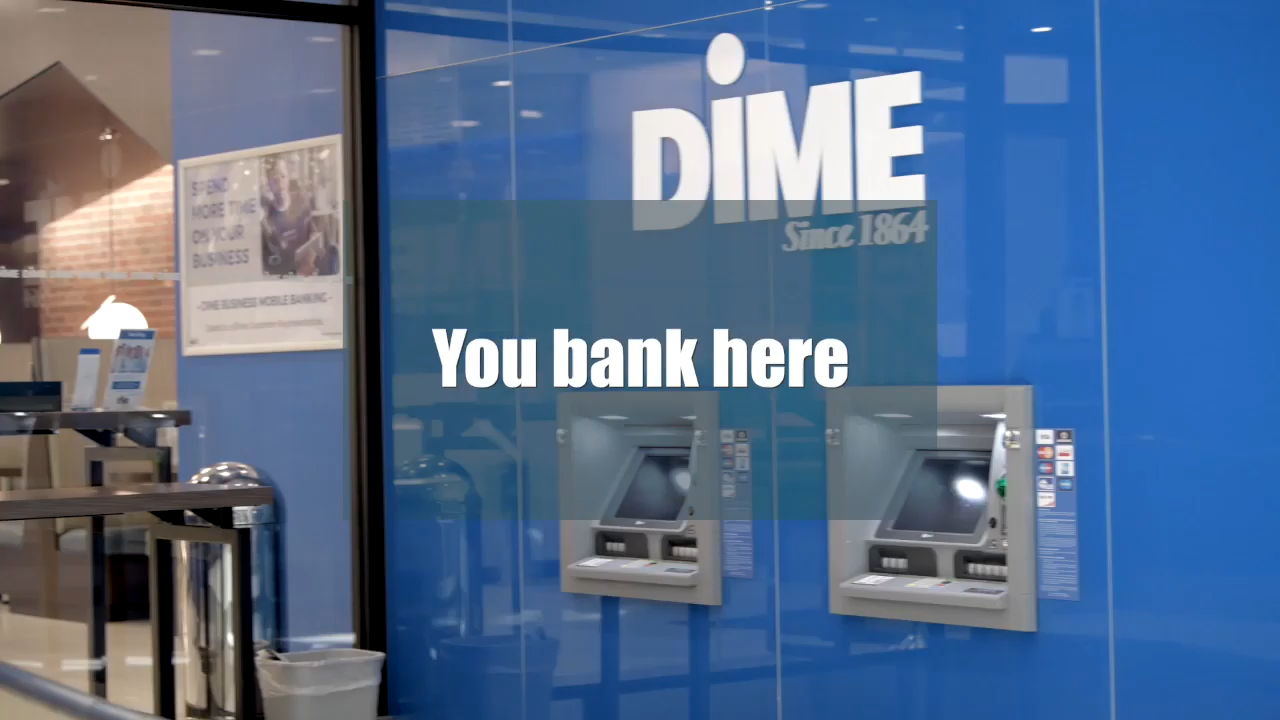 DiME
Since 1864
SPEND
MORE TIME
ON YOUR
BUSINESS
-DIME BUSINESS MOBILE BANKING-
You bank here